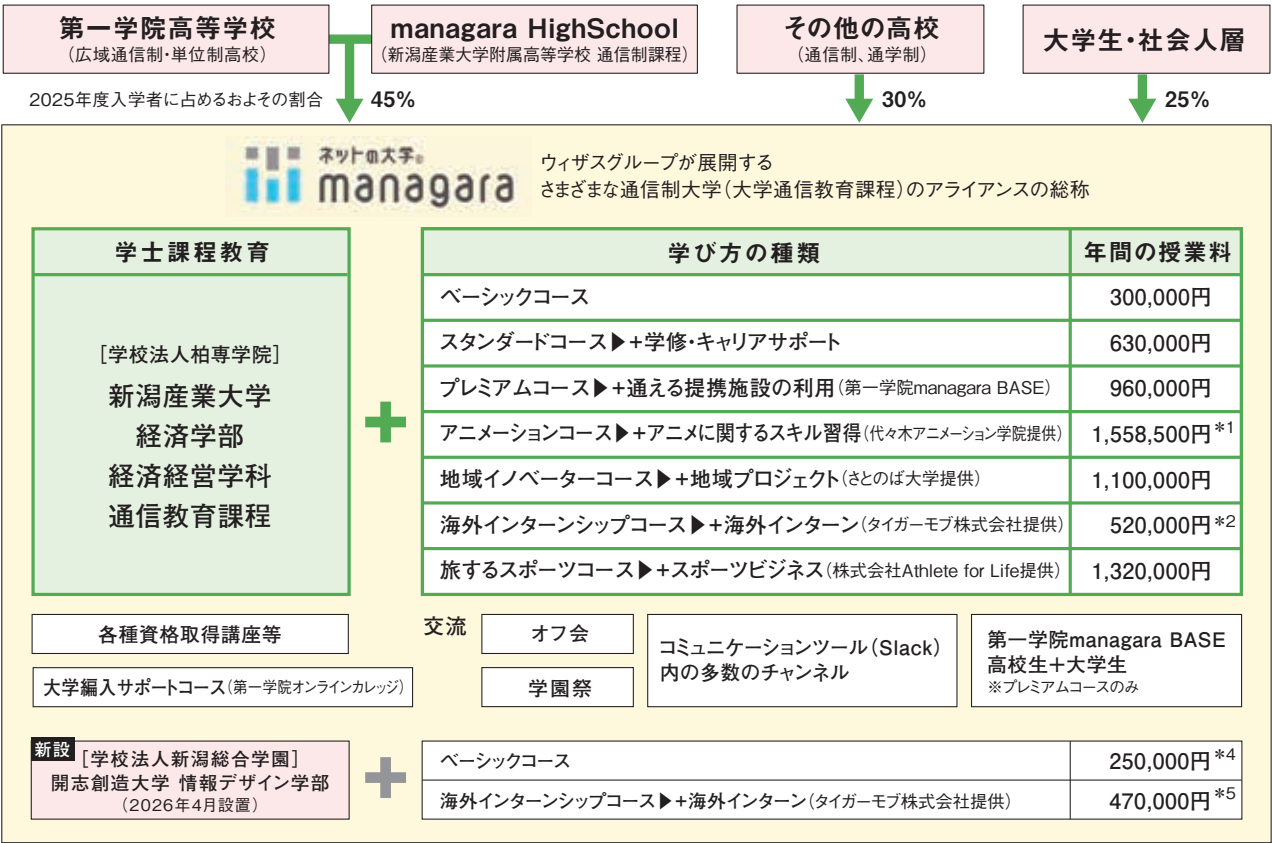 第一学院高等学校
（広域通信制・単位制高校）
managara HighSchool
（新潟産業大学附属高等学校 通信制課程）
その他の高校
（通信制、通学制）
大学生・社会人層
2025年度入学者に占めるおよその割合
45%
30%
25%
ネットの大学®
managara
ウィザスグループが展開する
さまざまな通信制大学（大学通信教育課程）のアライアンスの総称
学士課程教育
［学校法人柏専学院］
新潟産業大学
経済学部
経済経営学科
通信教育課程
学び方の種類 年間の授業料
ベーシックコース 300,000円
スタンダードコース▶+学修・キャリアサポート 630,000円
プレミアムコース▶+通える提携施設の利用（第一学院managara BASE） 960,000円
アニメーションコース▶+アニメに関するスキル習得（代々木アニメーション学院提供） 1,558,500円*1
地域イノベーターコース▶+地域プロジェクト（さとのば大学提供） 1,100,000円
海外インターンシップコース▶+海外インターン（タイガーモブ株式会社提供） 520,000円*2
旅するスポーツコース▶+スポーツビジネス（株式会社Athlete for Life提供） 1,320,000円
各種資格取得講座等
大学編入サポートコース（第一学院オンラインカレッジ）
交流
オフ会
学園祭
コミュニケーションツール（Slack）
内の多数のチャンネル
第一学院managara BASE
高校生＋大学生
※プレミアムコースのみ
新設
［学校法人新潟総合学園］
開志創造大学 情報デザイン学部
（2026年4月設置）
ベーシックコース 250,000円*4
海外インターンシップコース▶+海外インターン（タイガーモブ株式会社提供） 470,000円*5